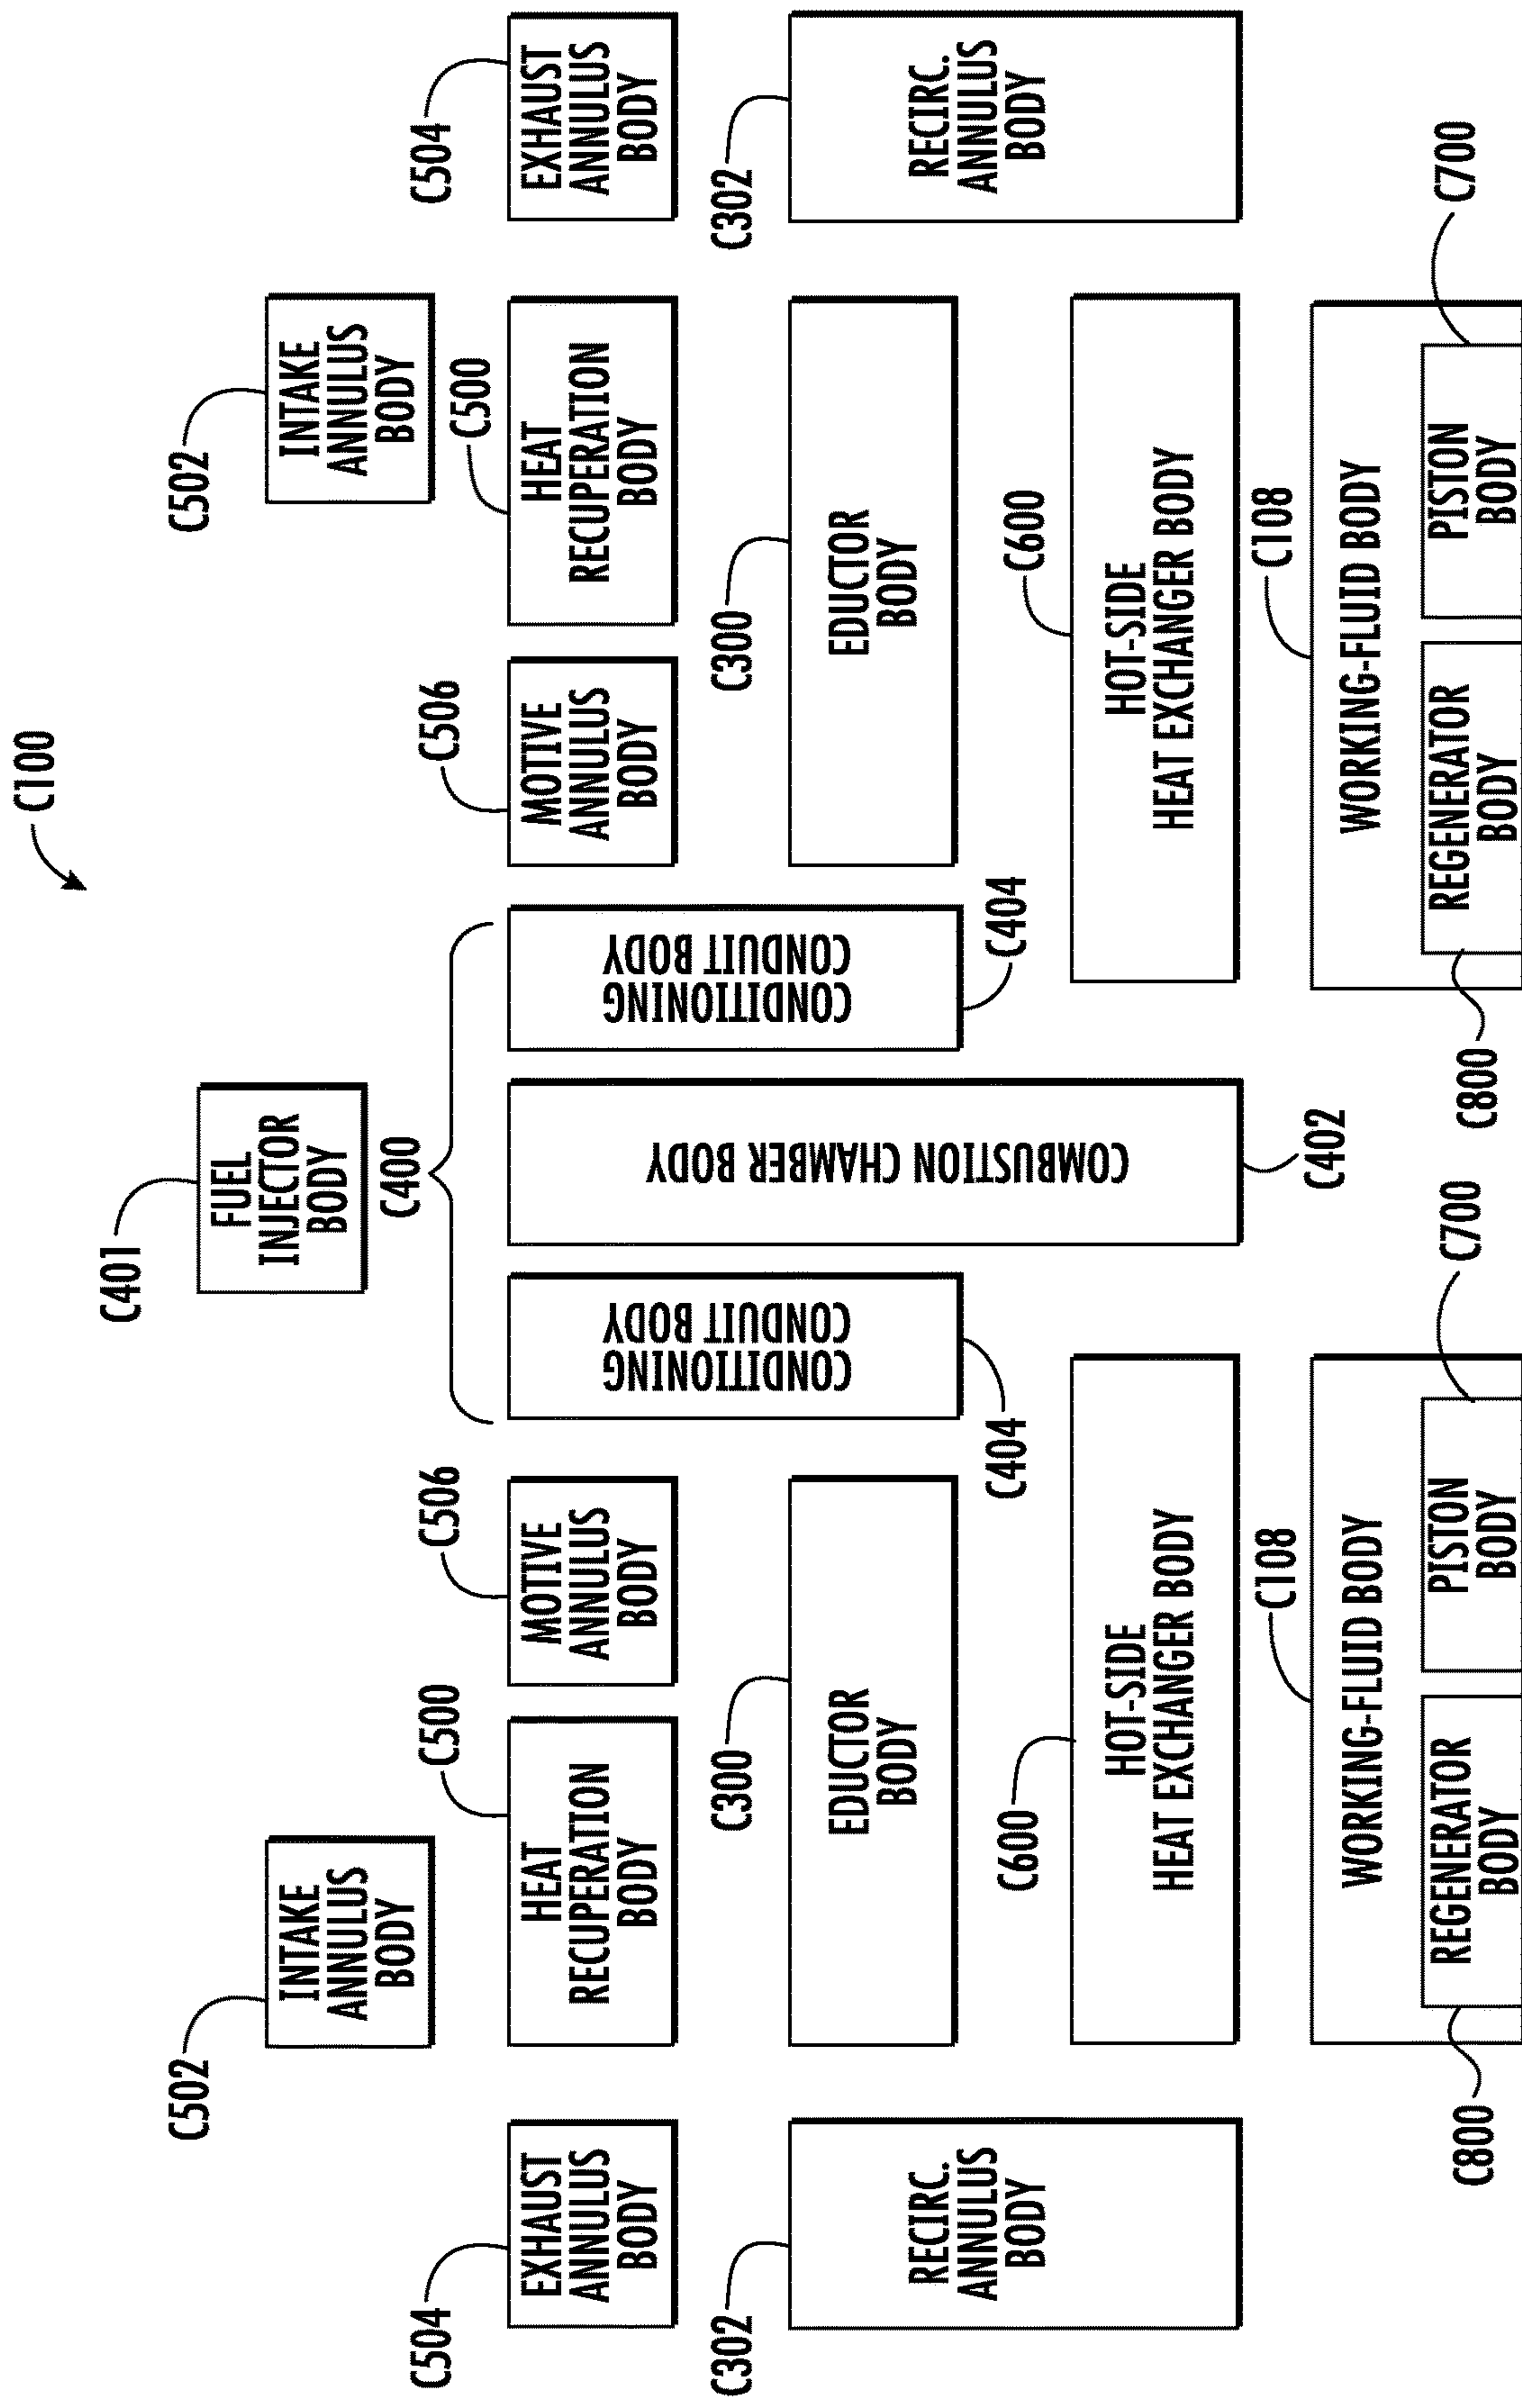 C100
C401
FUEL
INJECTOR
BODY
C502
INTAKE
ANNULUS
BODY
C502
INTAKE
ANNULUS
BODY
C400
C504
EXHAUST
ANNULUS
BODY
C500
HEAT
RECUPERATION
BODY
C506
MOTIVE
ANNULUS
BODY
CONDITIONING
CONDUIT BODY
C404
COMBUSTION CHAMBER BODY
C402
CONDITIONING
CONDUIT BODY
C404
C506
MOTIVE
ANNULUS
BODY
C500
HEAT
RECUPERATION
BODY
C504
EXHAUST
ANNULUS
BODY
C302
RECIRC.
ANNULUS
BODY
C300
EDUCTOR
BODY
C300
EDUCTOR
BODY
C302
RECIRC.
ANNULUS
BODY
C600
HOT-SIDE
HEAT EXCHANGER BODY
C600
HOT-SIDE
HEAT EXCHANGER BODY
C108
WORKING-FLUID BODY
C800
REGENERATOR
BODY
PISTON
BODY
C700
C108
WORKING-FLUID BODY
C800
REGENERATOR
BODY
PISTON
BODY
C700